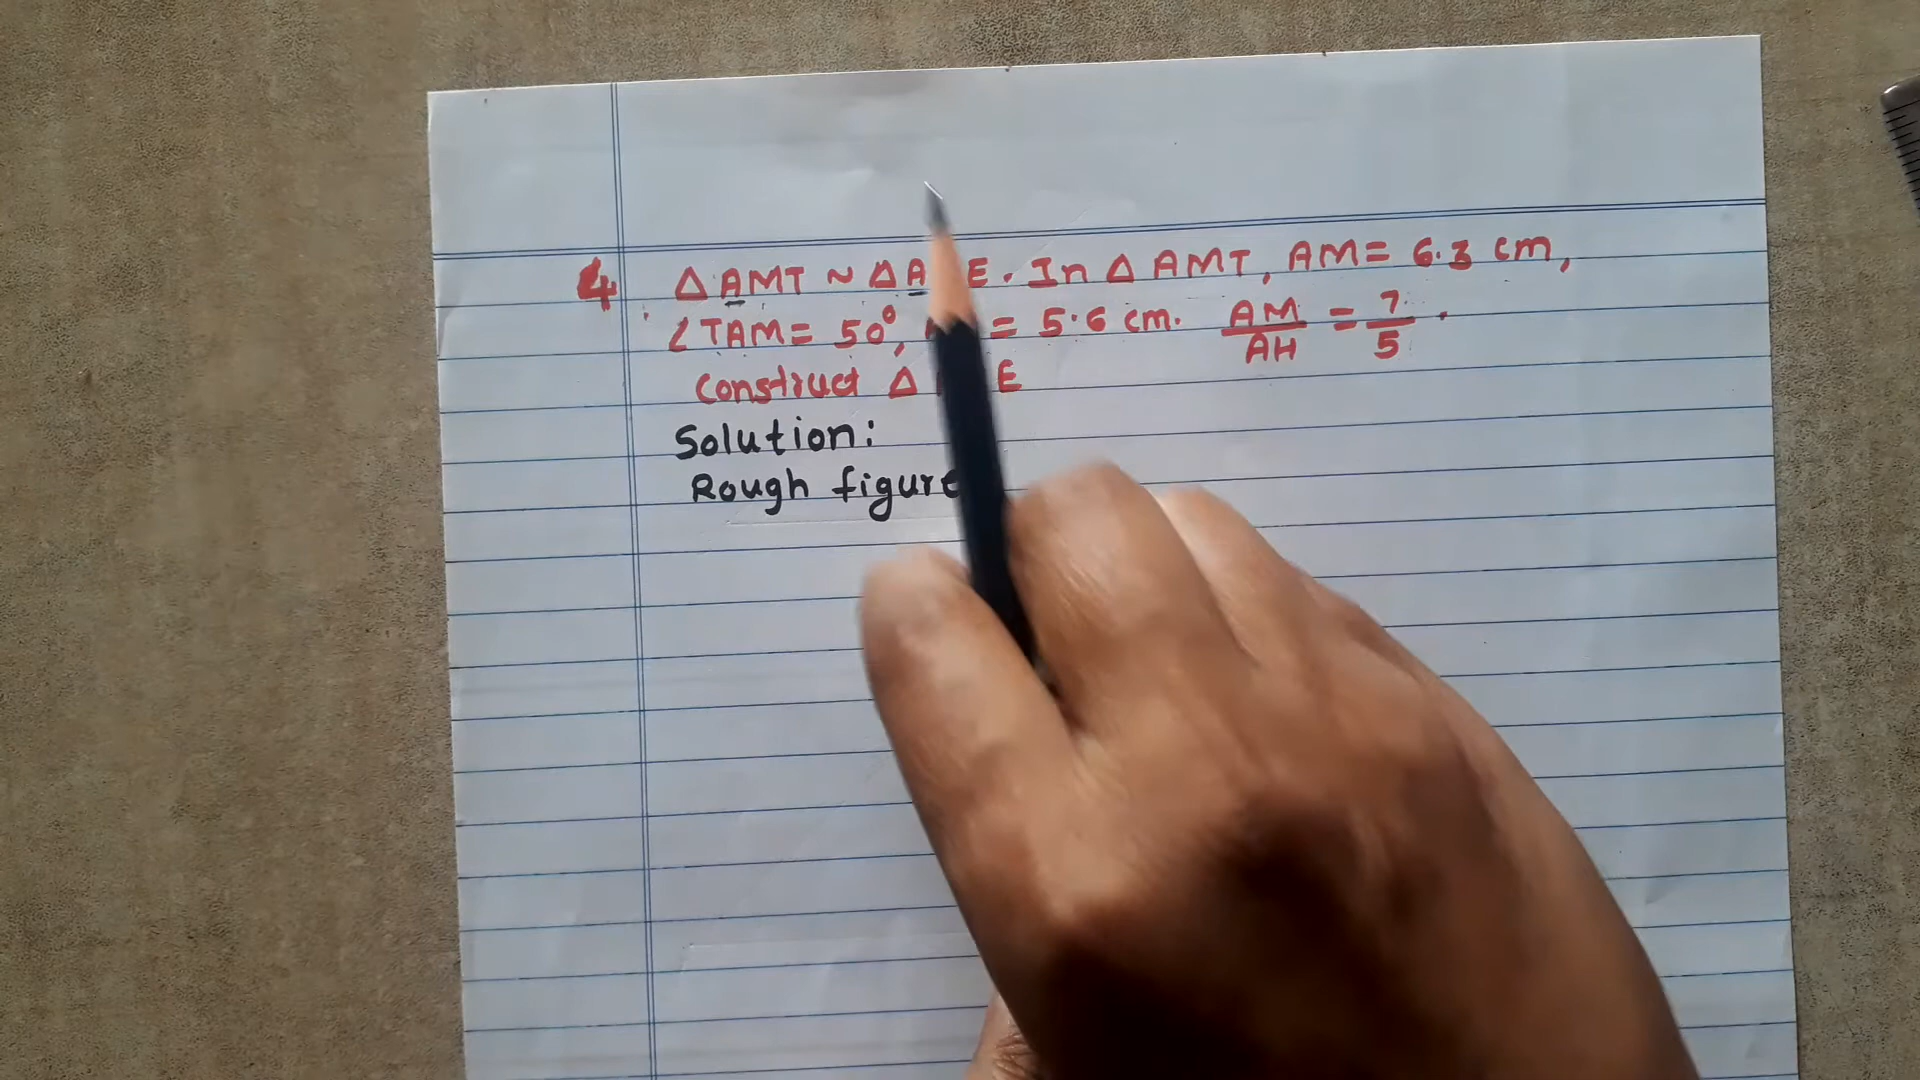 4 △ AMT ~ △ A E. In △ AMT, AM = 6.3 cm,
∠TAM = 50°, = 5.6 cm. AM/AH = 7/5.
construct △ E
Solution:
Rough figure